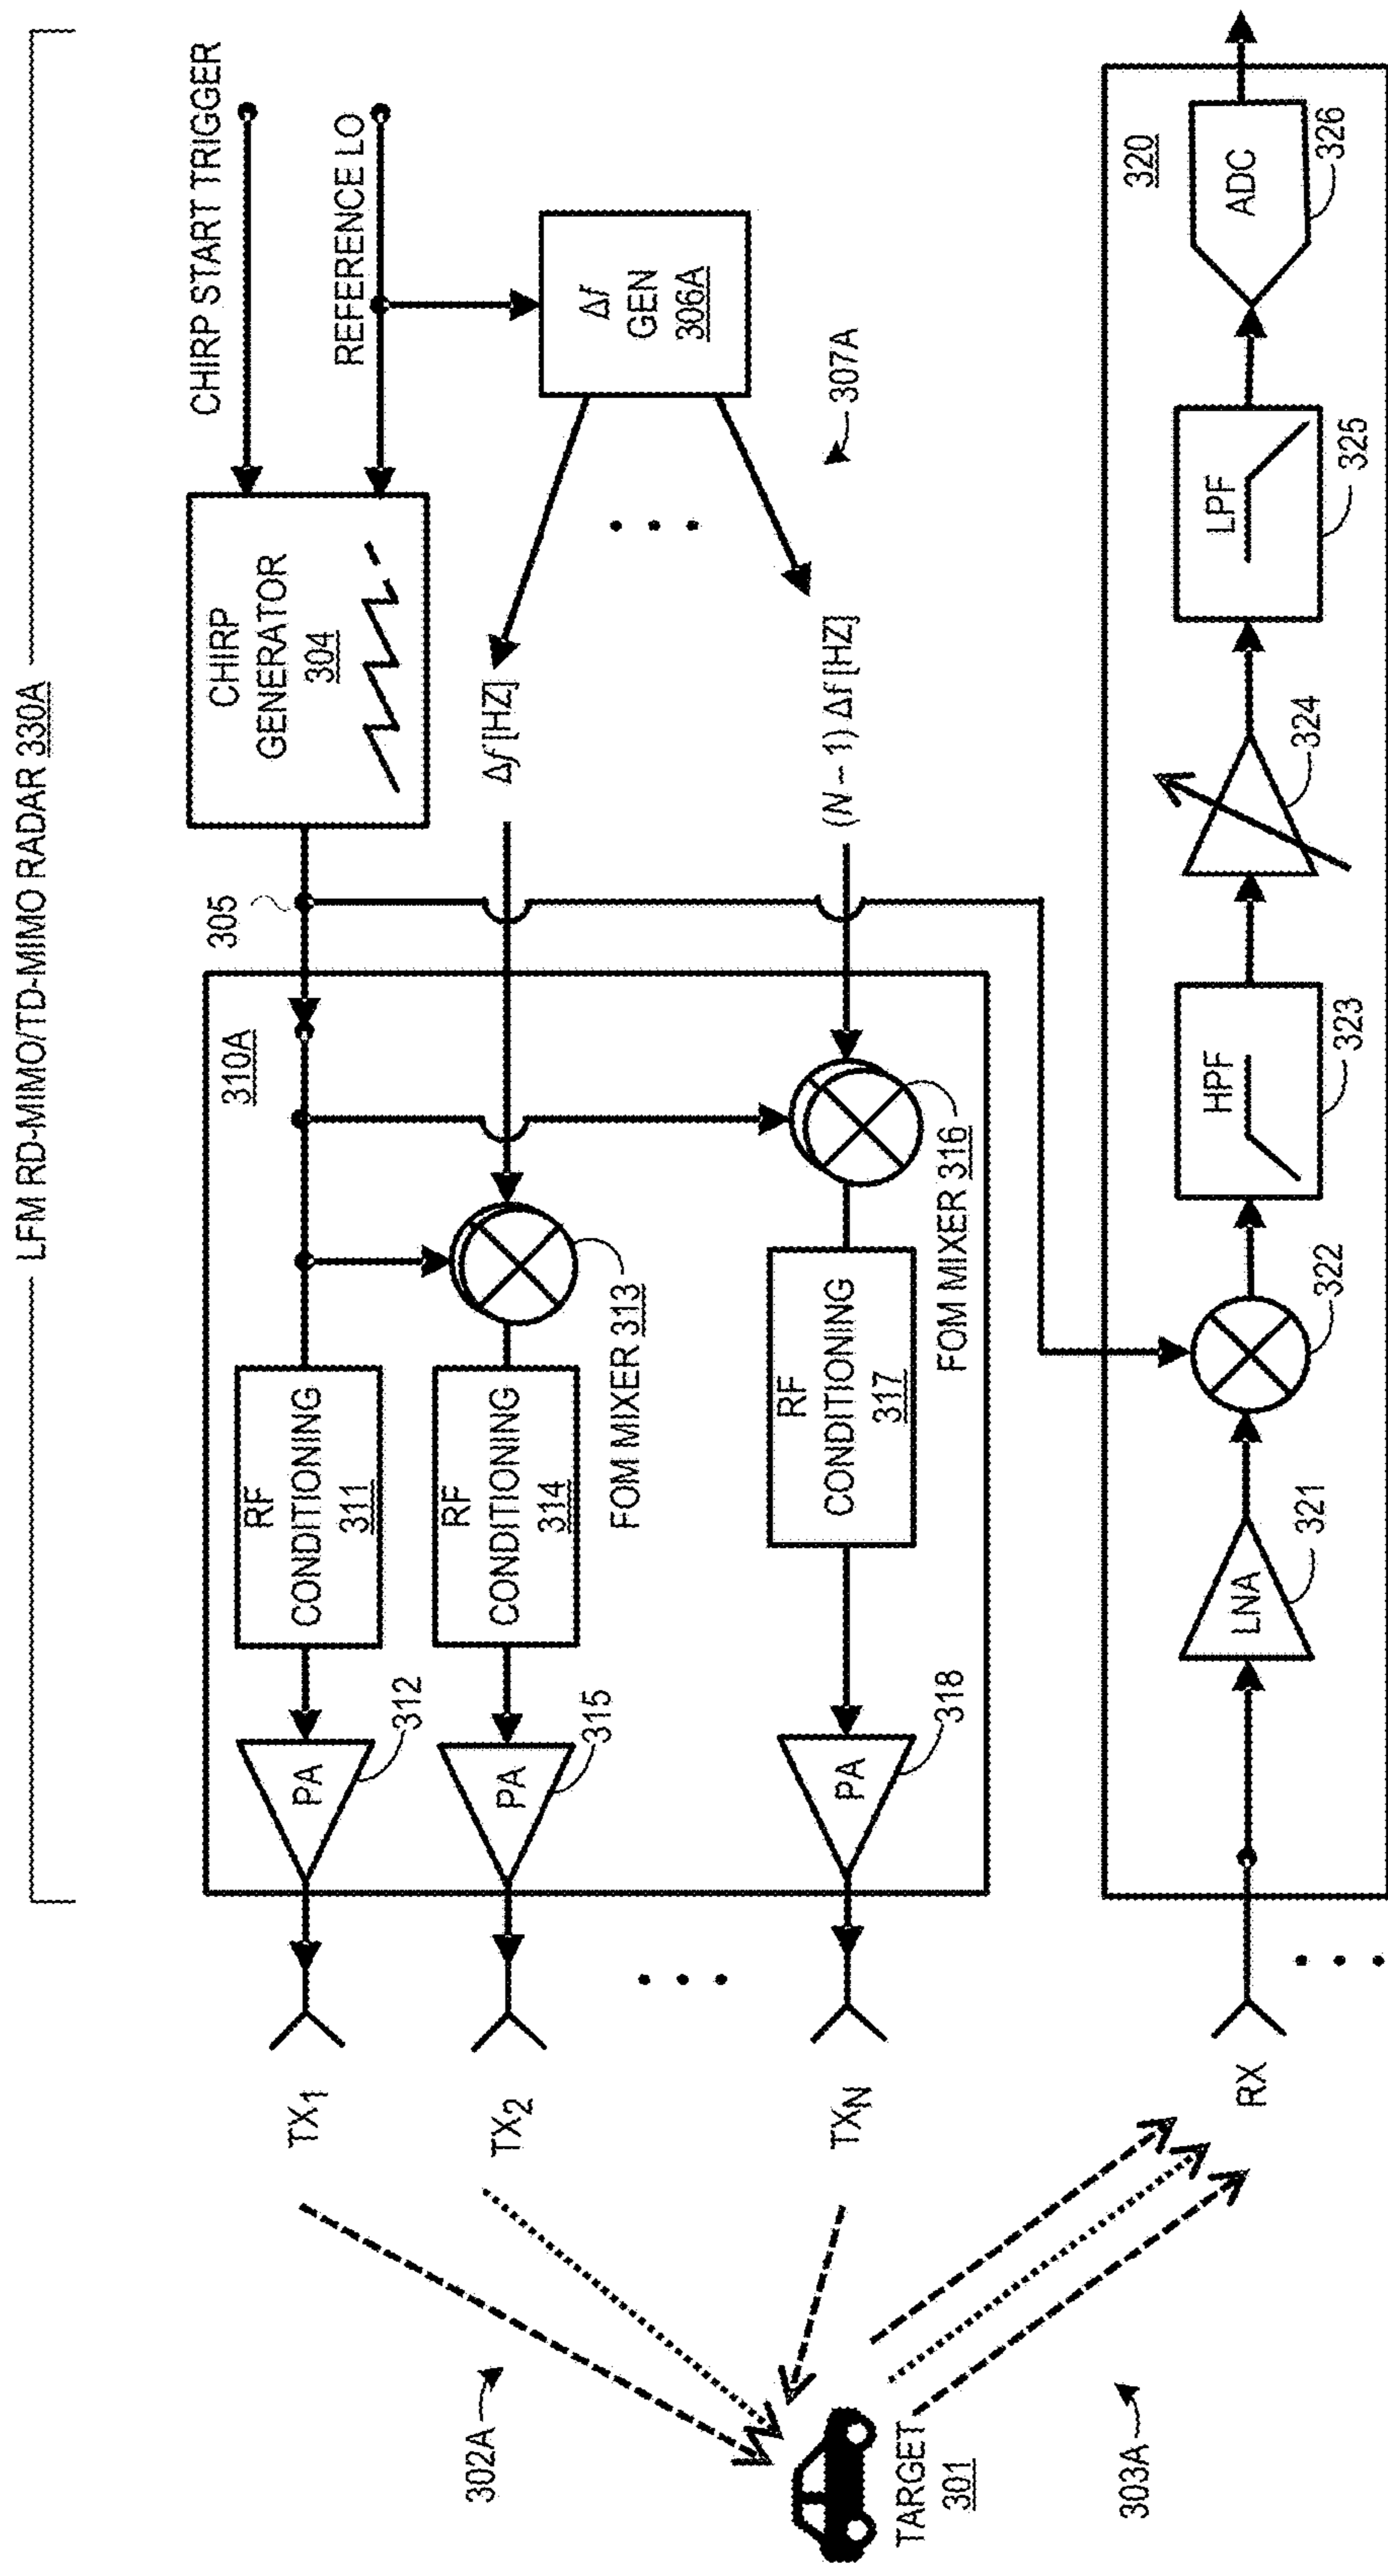 LFM RD-MIMO/TD-MIMO RADAR 330A
CHIRP START TRIGGER
REFERENCE LO
CHIRP
GENERATOR
304
305
Δf
GEN
306A
307A
Δf [HZ]
(N – 1) Δf [HZ]
310A
RF
CONDITIONING
311
PA
312
FOM MIXER 313
RF
CONDITIONING
314
PA
315
FOM MIXER 316
RF
CONDITIONING
317
PA
318
TX1
TX2
TXN
302A
TARGET
301
303A
RX
320
LNA
321
322
HPF
323
324
LPF
325
ADC
326